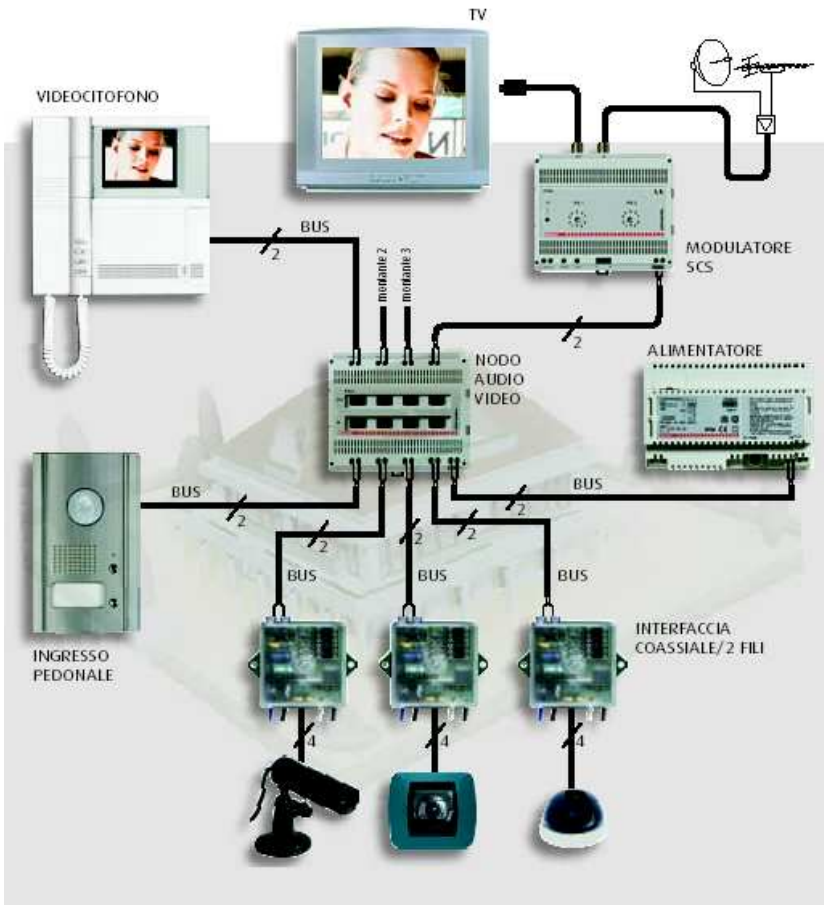 TV
VIDEOCITOFONO
BUS
2
montante 2
montante 3
MODULATORE
SCS
2
NODO
AUDIO
VIDEO
ALIMENTATORE
BUS
2
BUS
2
2
2
2
BUS
BUS
BUS
INGRESSO
PEDONALE
INTERFACCIA
COASSIALE/2 FILI
4
4
4